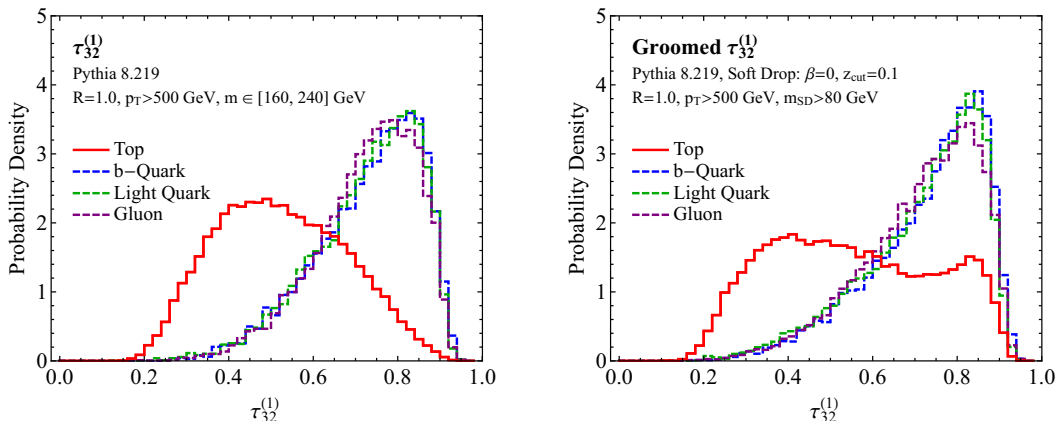 τ₃₂⁽¹⁾
Pythia 8.219
R=1.0, p_T>500 GeV, m ∈ [160, 240] GeV
Top
b−Quark
Light Quark
Gluon
Probability Density
5
4
3
2
1
0
0.0 0.2 0.4 0.6 0.8 1.0
τ₃₂⁽¹⁾
Groomed τ₃₂⁽¹⁾
Pythia 8.219, Soft Drop: β=0, z_cut=0.1
R=1.0, p_T>500 GeV, m_SD>80 GeV
Top
b−Quark
Light Quark
Gluon
Probability Density
5
4
3
2
1
0
0.0 0.2 0.4 0.6 0.8 1.0
τ₃₂⁽¹⁾